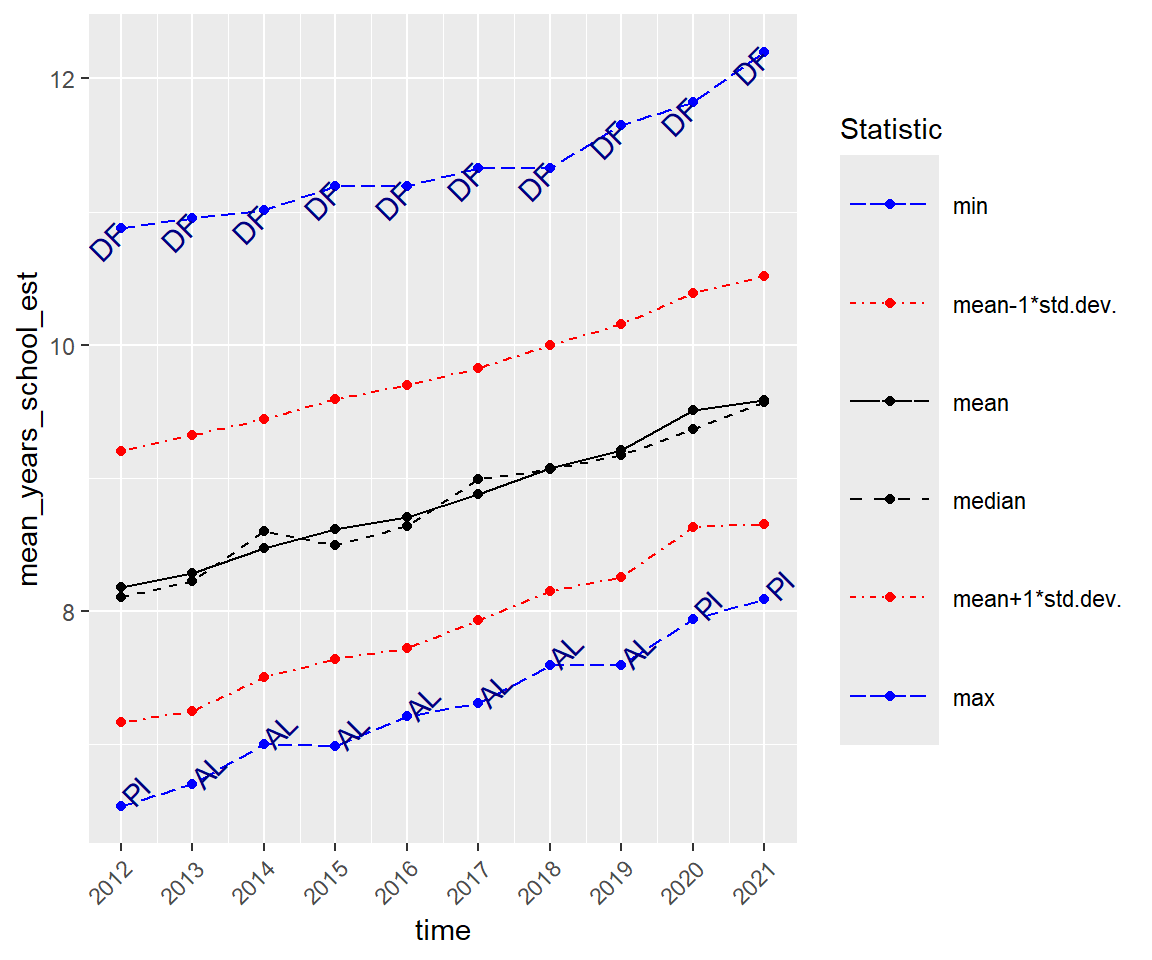 12
10
8
mean_years_school_est
DF DF DF DF DF DF DF DF DF DF
PI AL AL AL AL AL AL AL PI PI
2012 2013 2014 2015 2016 2017 2018 2019 2020 2021
time
Statistic
min
mean-1*std.dev.
mean
median
mean+1*std.dev.
max